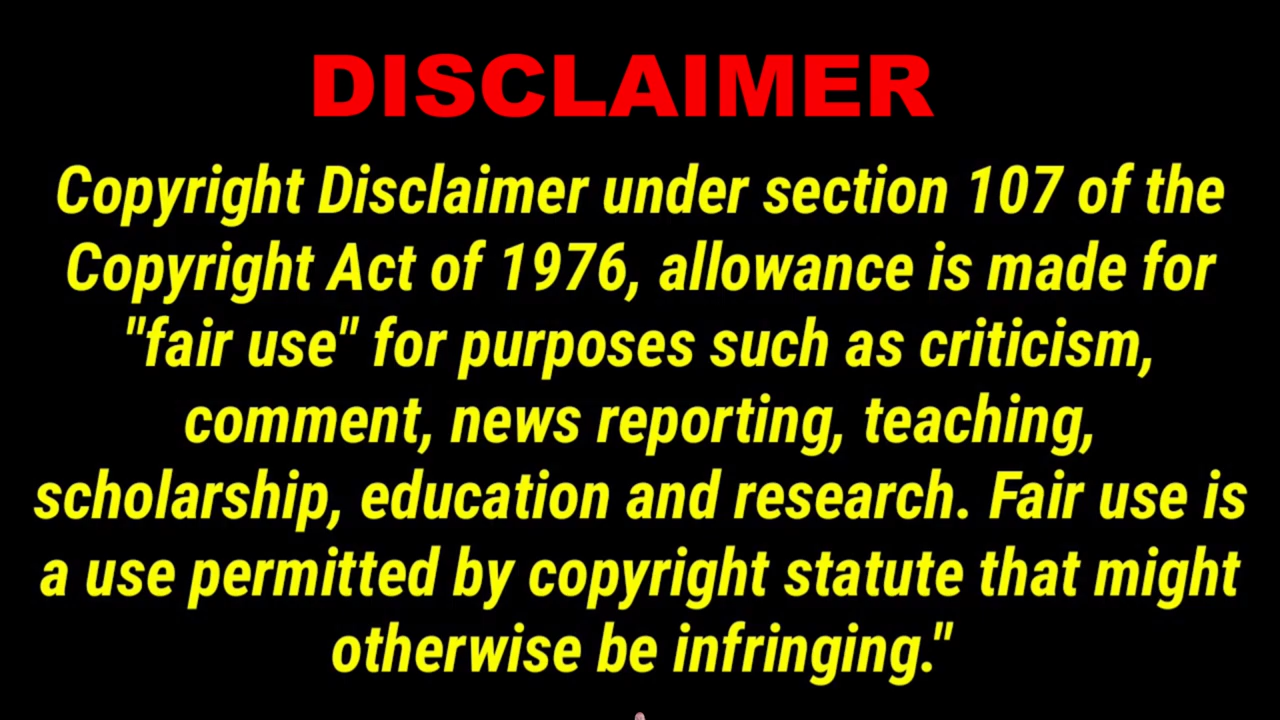 DISCLAIMER
Copyright Disclaimer under section 107 of the
Copyright Act of 1976, allowance is made for
"fair use" for purposes such as criticism,
comment, news reporting, teaching,
scholarship, education and research. Fair use is
a use permitted by copyright statute that might
otherwise be infringing."